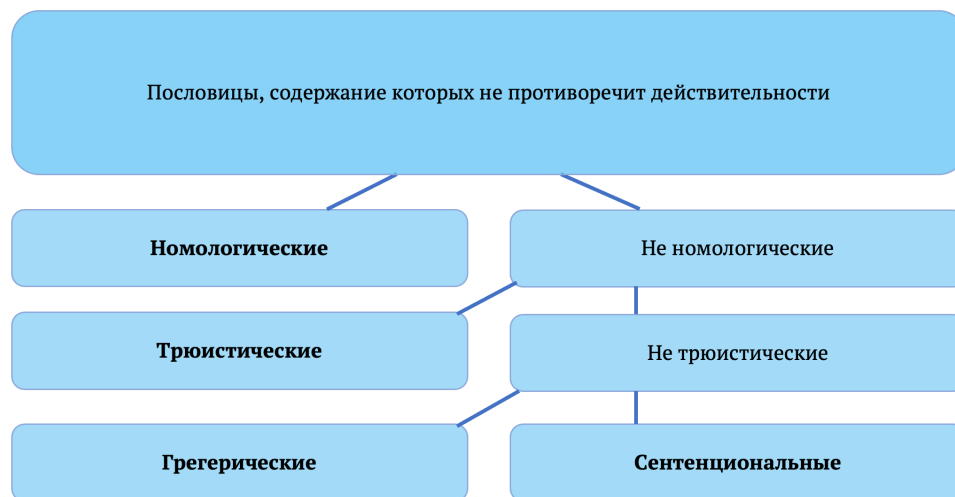 Пословицы, содержание которых не противоречит действительности
Номологические
Не номологические
Трюистические
Не трюистические
Грегерические
Сентенциональные